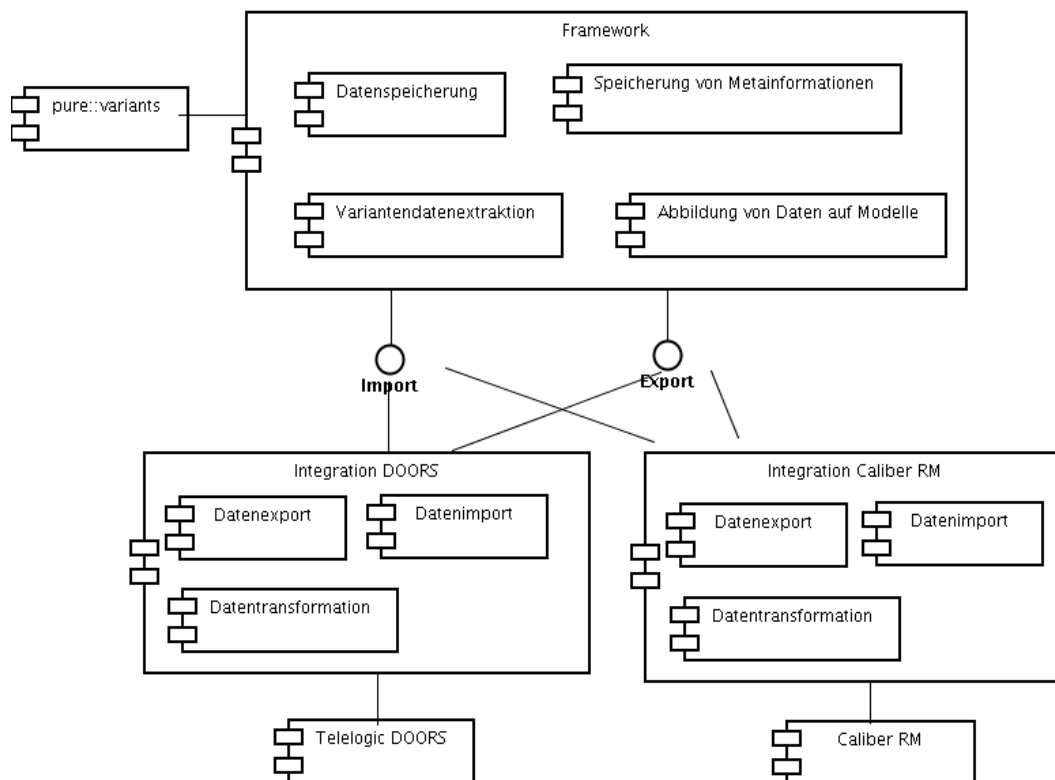 Framework
pure::variants
Datenspeicherung
Speicherung von Metainformationen
Variantendatenextraktion
Abbildung von Daten auf Modelle
Import
Export
Integration DOORS
Datenexport
Datenimport
Datentransformation
Integration Caliber RM
Datenexport
Datenimport
Datentransformation
Telelogic DOORS
Caliber RM